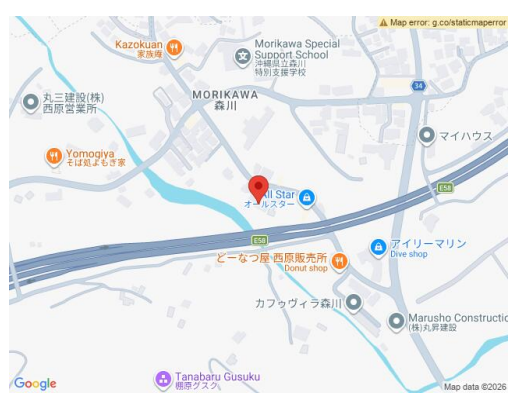 Map error: g.co/staticmaperror
Kazokuan
家族庵
Morikawa Special
Support School
沖縄県立森川
特別支援学校
34
丸三建設(株)
西原営業所
MORIKAWA
森川
マイハウス
Yomogiya
そば処よもぎ家
E58
All Star
オールスター
E58
アイリーマリン
Dive shop
どーなつ屋 西原販売所
Donut shop
カフゥヴィラ森川
Marusho Constructio
(株)丸昇建設
Tanabaru Gusuku
棚原グスク
Google
Map data ©2026